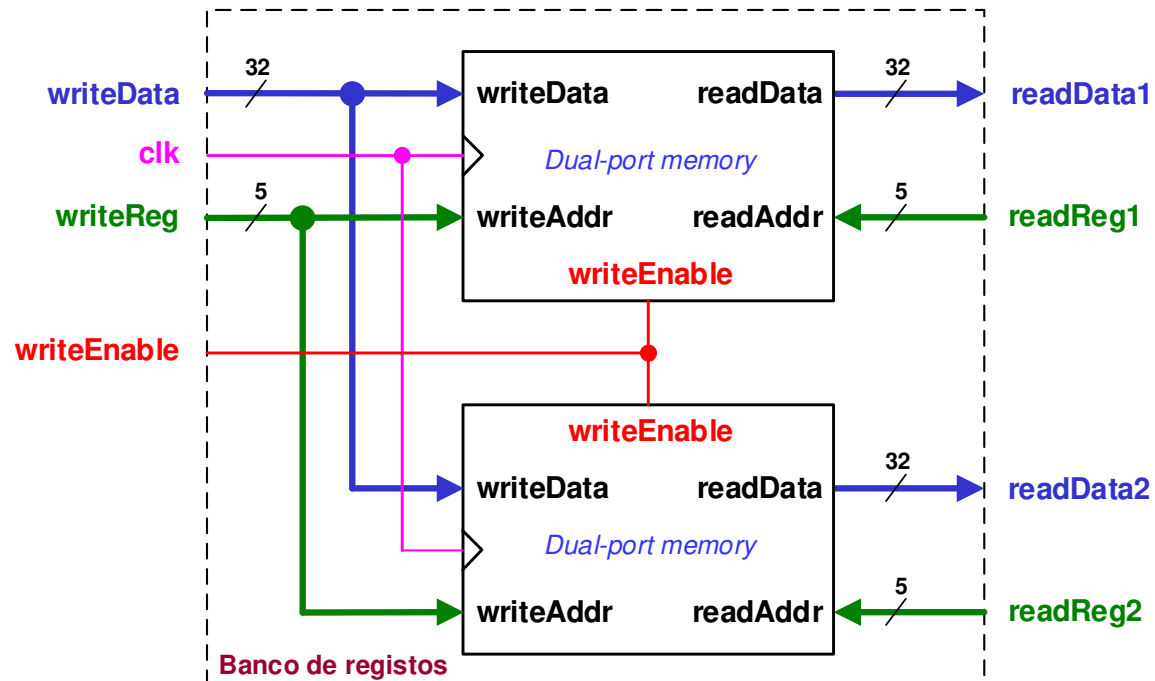 32
32
writeData
writeData
readData
readData1
clk
Dual-port memory
5
5
writeReg
writeAddr
readAddr
readReg1
writeEnable
writeEnable
writeEnable
32
writeData
readData
readData2
Dual-port memory
5
writeAddr
readAddr
readReg2
Banco de registos